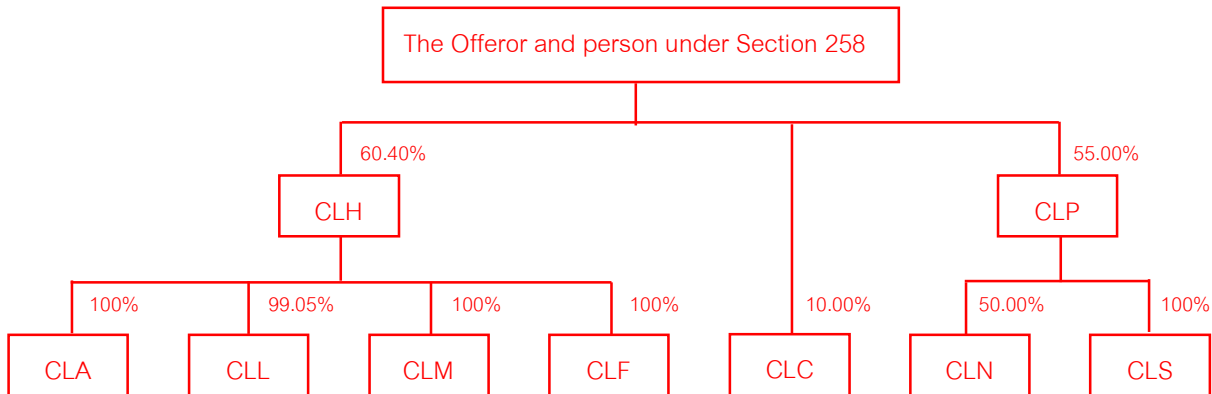 The Offeror and person under Section 258
60.40%
55.00%
CLH
CLP
100%
99.05%
100%
100%
10.00%
50.00%
100%
CLA
CLL
CLM
CLF
CLC
CLN
CLS